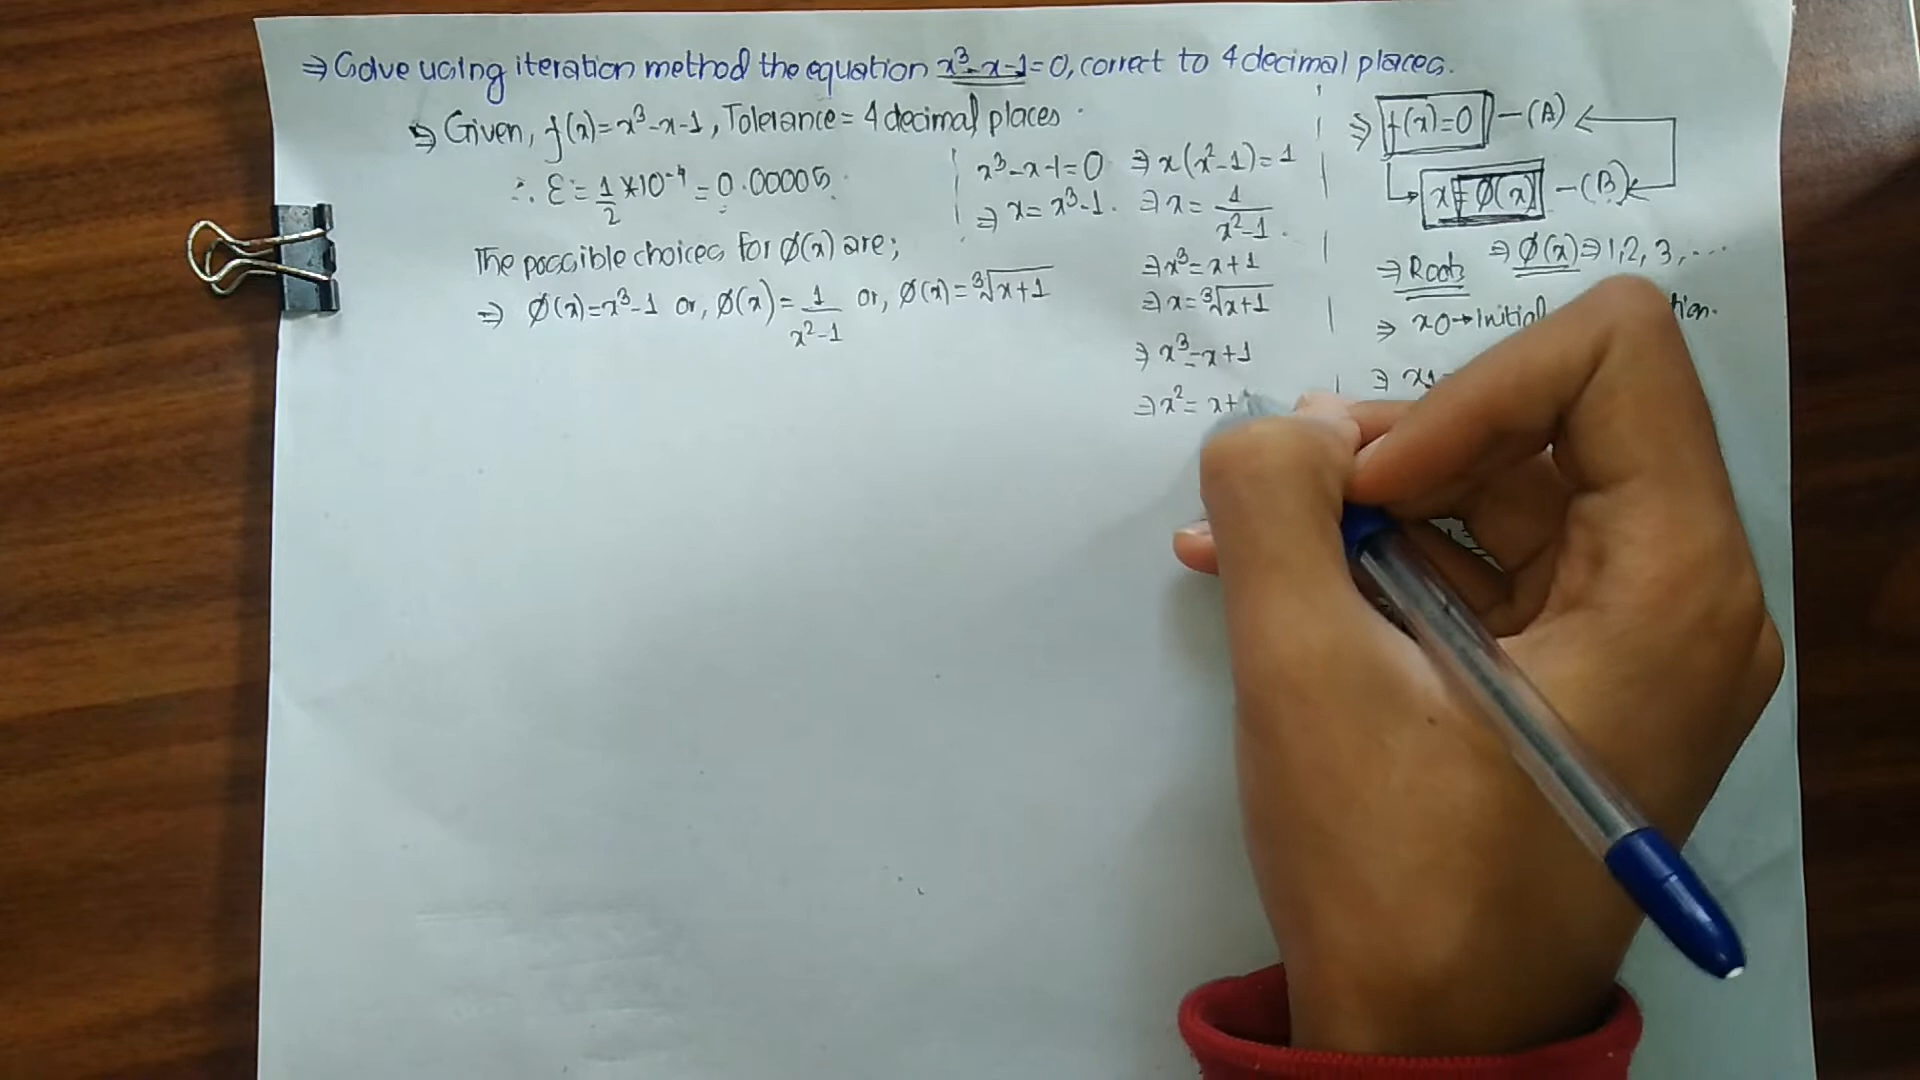 ⇒ Solve using iteration method the equation x³-x-1=0, correct to 4 decimal places.
⇒ Given, f(x)=x³-x-1, Tolerance = 4 decimal places
∴ Ɛ = 1/2 *10⁻⁴ = 0.00005
The possible choices for Ø(x) are;
⇒ Ø(x)=x³-1 or, Ø(x)= 1/(x²-1) or, Ø(x)=∛(x+1)
x³-x-1=0
⇒ x= x³-1.
⇒ x(x²-1)=1
⇒ x = 1/(x²-1).
⇒ x³=x+1
⇒ x=∛(x+1)
⇒ x³=x+1
⇒ x²= x+
⇒ f(x)=0 -(A)
x=Ø(x) -(B)
⇒ Roots ⇒ Ø(x)⇒1,2,3,...
⇒ x0→Initial
⇒ x1=